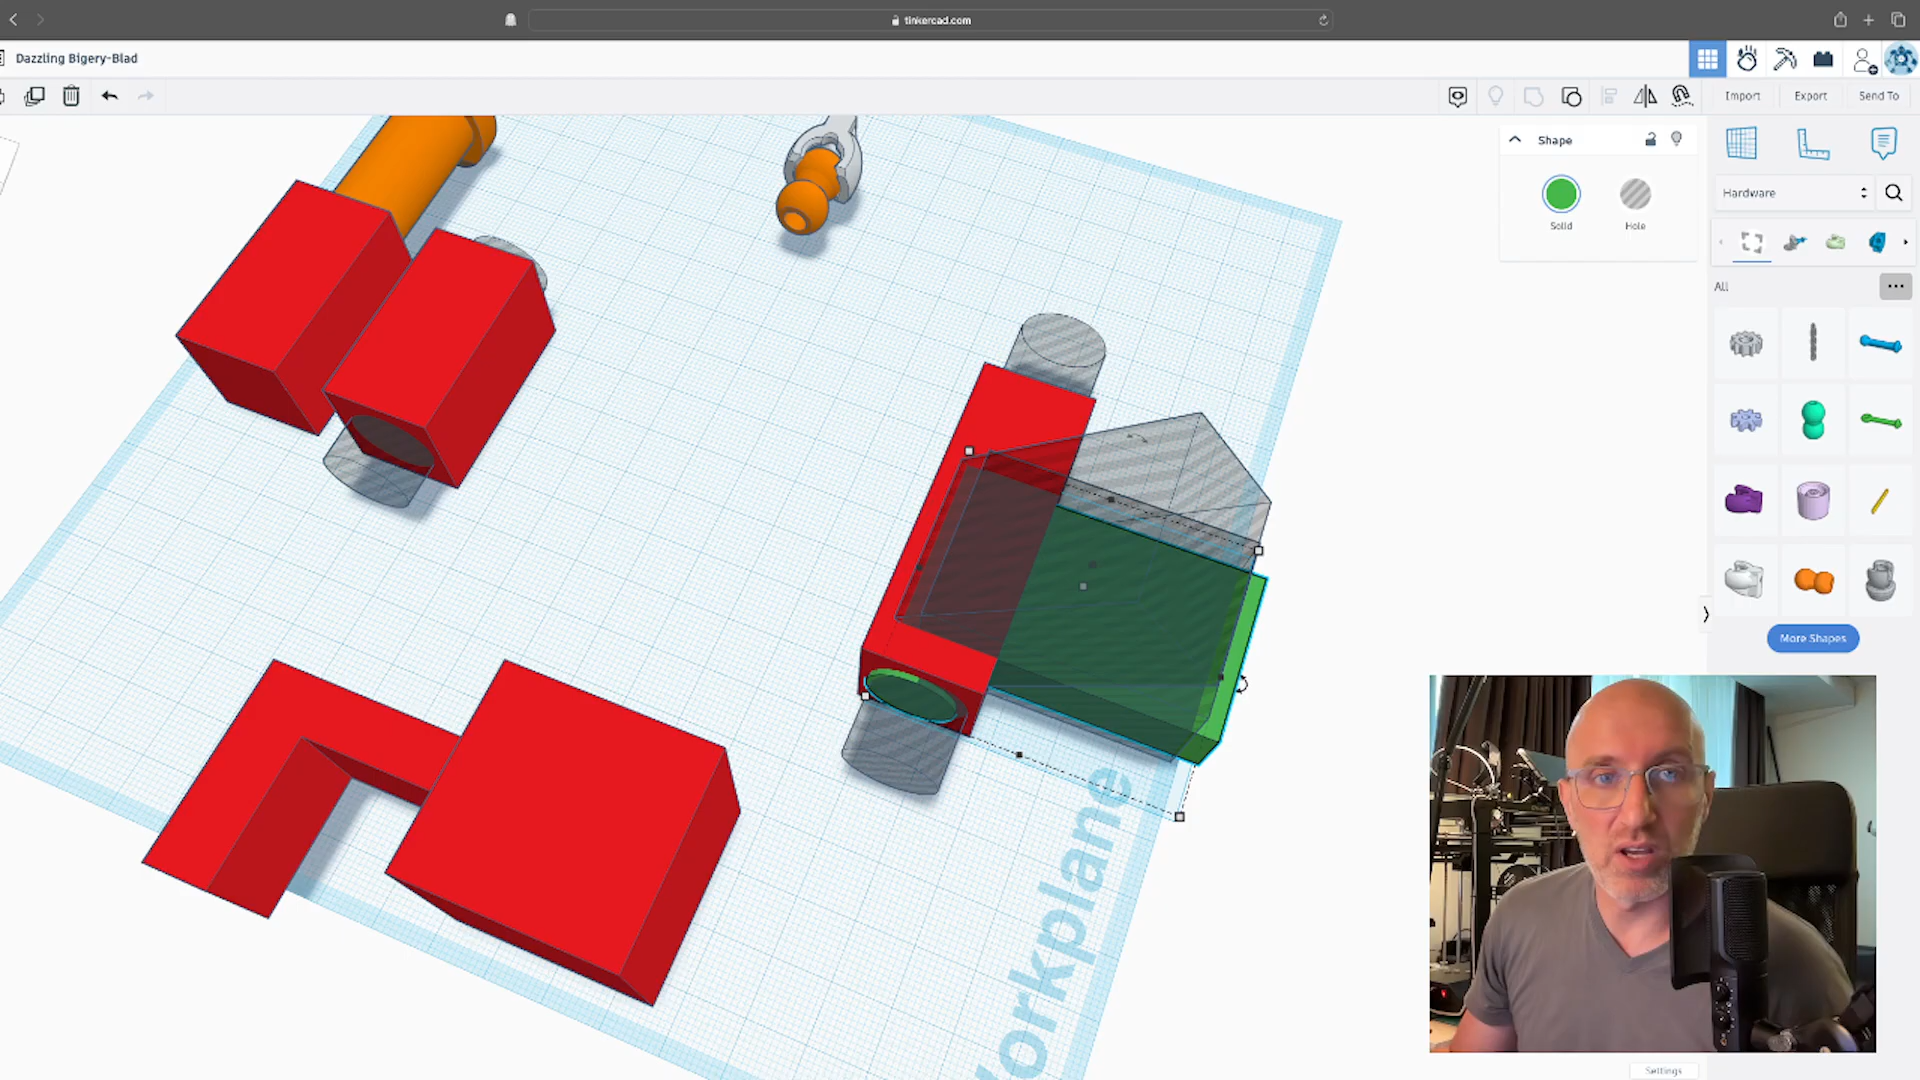 tinkercad.com
Dazzling Bigery-Blad
Import
Export
Send To
Shape
Solid
Hole
Hardware
All
More Shapes
Workplane
Settings